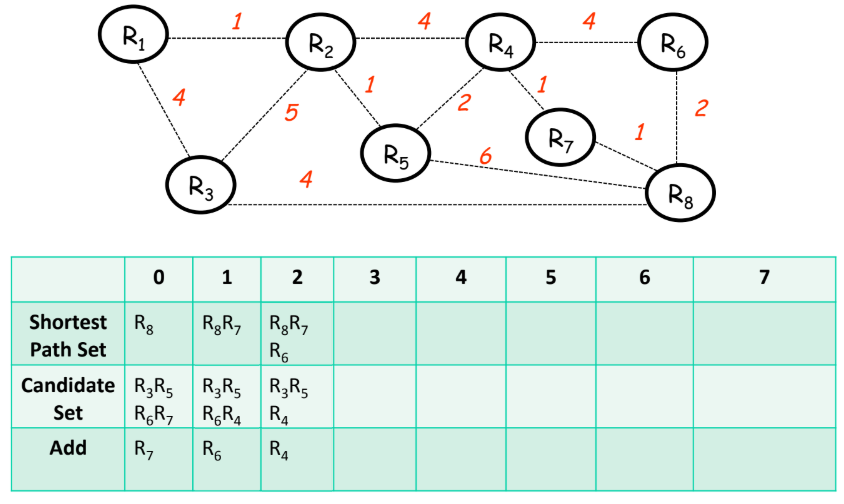 R₁ 1 R₂ 4 R₄ 4 R₆
4 5 1 2 1 2
R₃ R₅ 6 R₇ 1 R₈
4
0 1 2 3 4 5 6 7
Shortest Path Set
R₈
R₈R₇
R₈R₇
R₆
Candidate Set
R₃R₅
R₆R₇
R₃R₅
R₆R₄
R₃R₅
R₄
Add
R₇
R₆
R₄